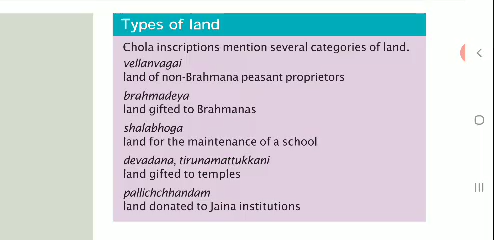 Types of land
Chola inscriptions mention several categories of land.
vellanvagai
land of non-Brahmana peasant proprietors
brahmadeya
land gifted to Brahmanas
shalabhoga
land for the maintenance of a school
devadana, tirunamattukkani
land gifted to temples
pallichchhandam
land donated to Jaina institutions